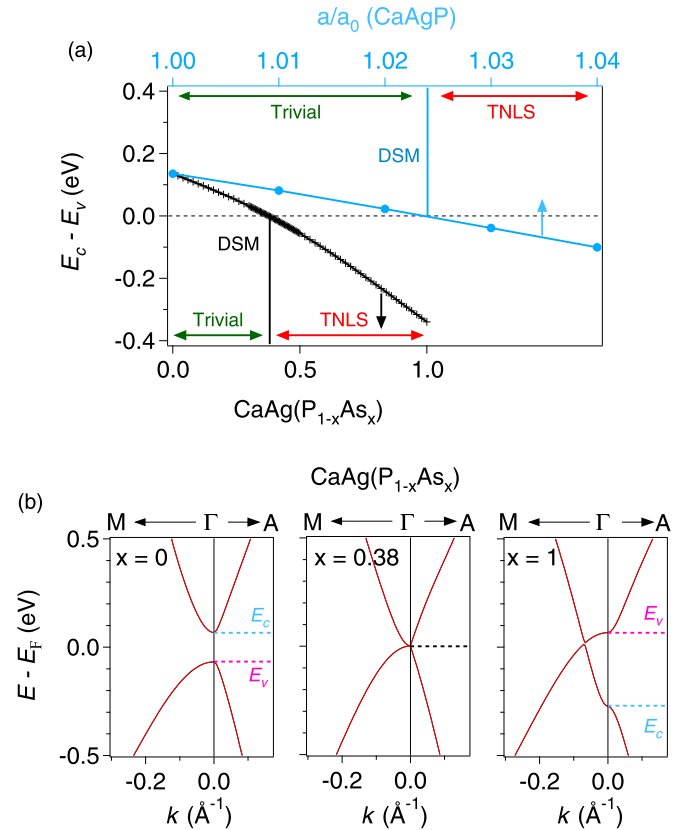 a/a0 (CaAgP)
(a)
1.00 1.01 1.02 1.03 1.04
0.4
Trivial
TNLS
0.2
DSM
Ec - Ev (eV)
0.0
DSM
-0.2
Trivial
TNLS
-0.4
0.0 0.5 1.0
CaAg(P1-xAsx)
CaAg(P1-xAsx)
(b)
M Γ A M Γ A M Γ A
0.5
x = 0
x = 0.38
x = 1
Ec
Ev
E - EF (eV)
0.0
Ev
Ec
-0.5
-0.2 0.0 -0.2 0.0 -0.2 0.0
k (Å-1) k (Å-1) k (Å-1)